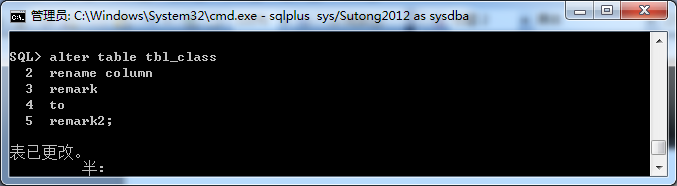 管理员: C:\Windows\System32\cmd.exe - sqlplus  sys/Sutong2012 as sysdba
SQL> alter table tbl_class
  2  rename column
  3  remark
  4  to
  5  remark2;
表已更改。
半: